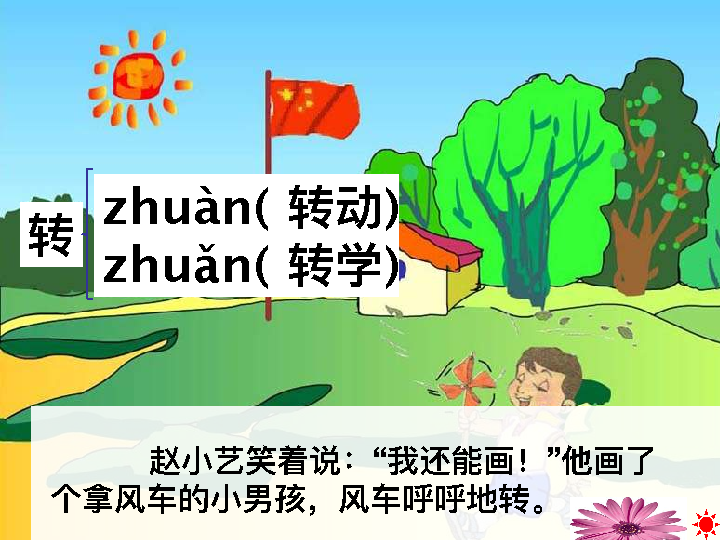 转
zhuàn( 转动)
zhuǎn( 转学)
赵小艺笑着说：“我还能画！”他画了
个拿风车的小男孩，风车呼呼地转。